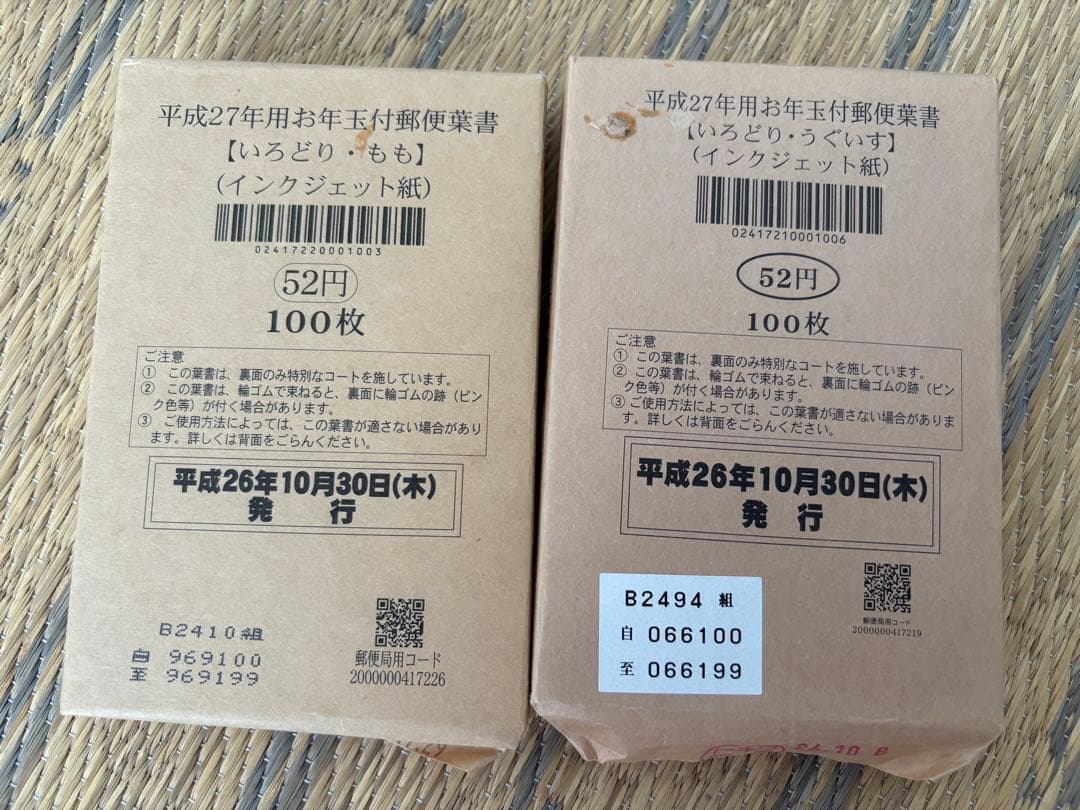 平成27年用お年玉付郵便葉書
【いろどり・もも】
(インクジェット紙)
02417220001003
52円
100枚
ご注意
① この葉書は、裏面のみ特別なコートを施しています。
② この葉書は、輪ゴムで束ねると、裏面に輪ゴムの跡(ピン
ク色等)が付く場合があります。
③ ご使用方法によっては、この葉書が適さない場合があり
ます。詳しくは背面をごらんください。
平成26年10月30日(木)
発 行
B2410組
自 969100
至 969199
郵便局用コード
2000000417226
平成27年用お年玉付郵便葉書
【いろどり・うぐいす】
(インクジェット紙)
02417210001006
52円
100枚
ご注意
① この葉書は、裏面のみ特別なコートを施しています。
② この葉書は、輪ゴムで束ねると、裏面に輪ゴムの跡(ピン
ク色等)が付く場合があります。
③ ご使用方法によっては、この葉書が適さない場合がありま
す。詳しくは背面をごらんください。
平成26年10月30日(木)
発 行
B2494 組
自 066100
至 066199
郵便局用コード
2000000417219